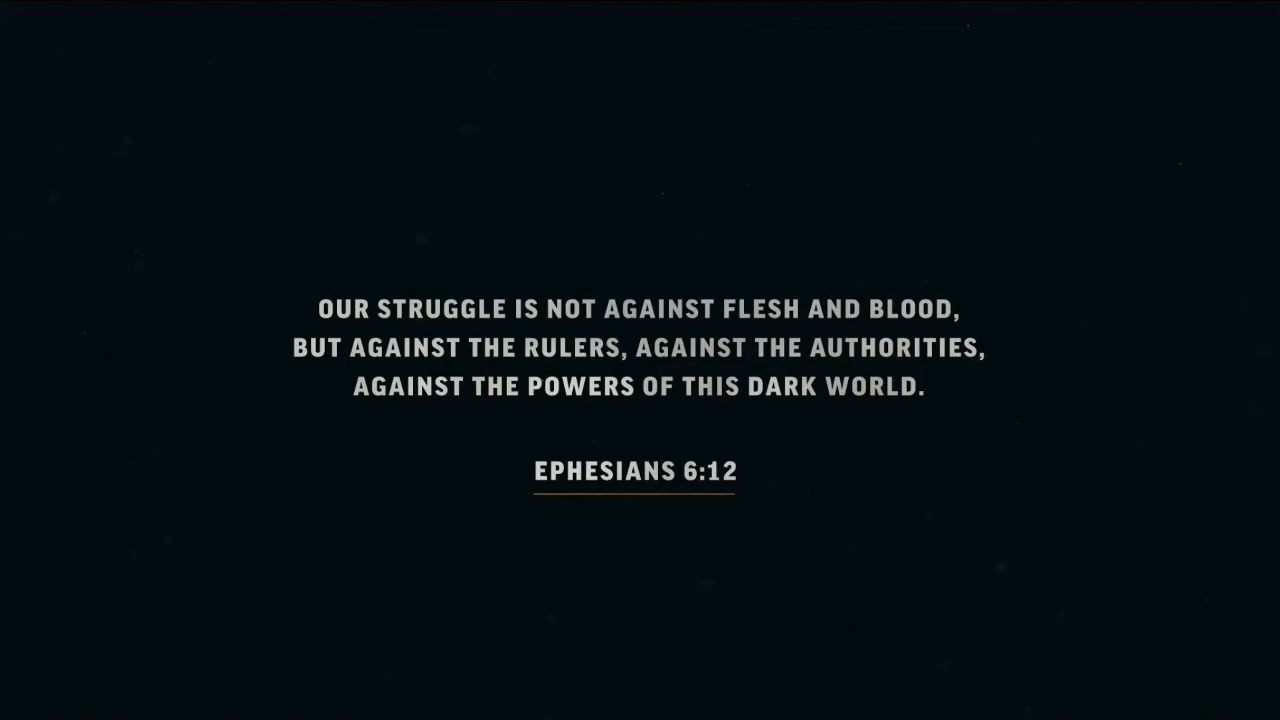 OUR STRUGGLE IS NOT AGAINST FLESH AND BLOOD,
BUT AGAINST THE RULERS, AGAINST THE AUTHORITIES,
AGAINST THE POWERS OF THIS DARK WORLD.
EPHESIANS 6:12